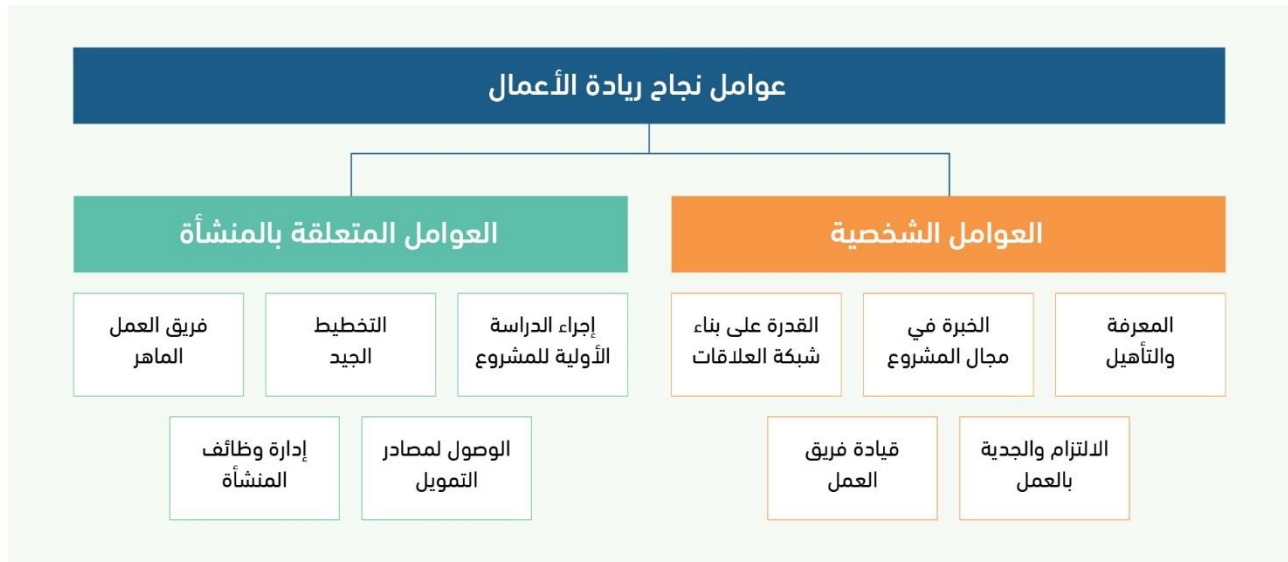 عوامل نجاح ريادة الأعمال
العوامل الشخصية
العوامل المتعلقة بالمنشأة
المعرفة
والتأهيل
الخبرة في
مجال المشروع
القدرة على بناء
شبكة العلاقات
الالتزام والجدية
بالعمل
قيادة فريق
العمل
إجراء الدراسة
الأولية للمشروع
التخطيط
الجيد
فريق العمل
الماهر
الوصول لمصادر
التمويل
إدارة وظائف
المنشأة